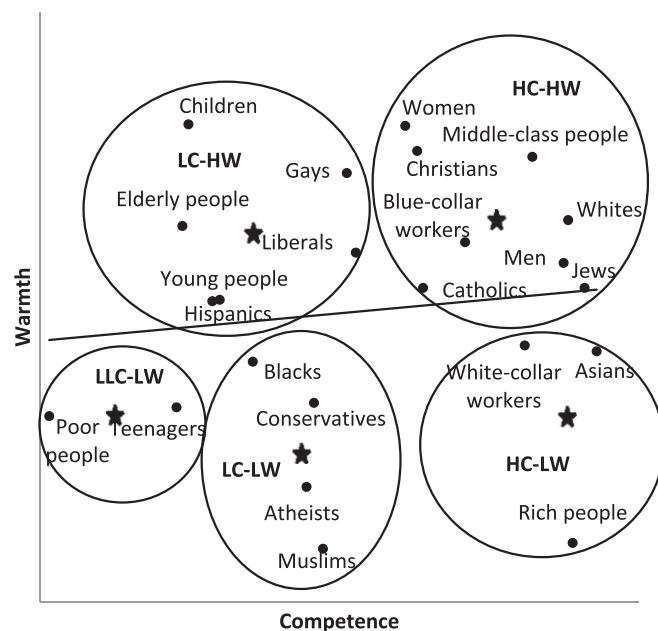 HC-HW
Children
Women
Middle-class people
LC-HW
Gays
Christians
Elderly people
Blue-collar
workers
Whites
Liberals
Men
Jews
Young people
Catholics
Hispanics
Warmth
LLC-LW
Blacks
White-collar
workers
Asians
Conservatives
Poor
people
Teenagers
LC-LW
HC-LW
Atheists
Rich people
Muslims
Competence